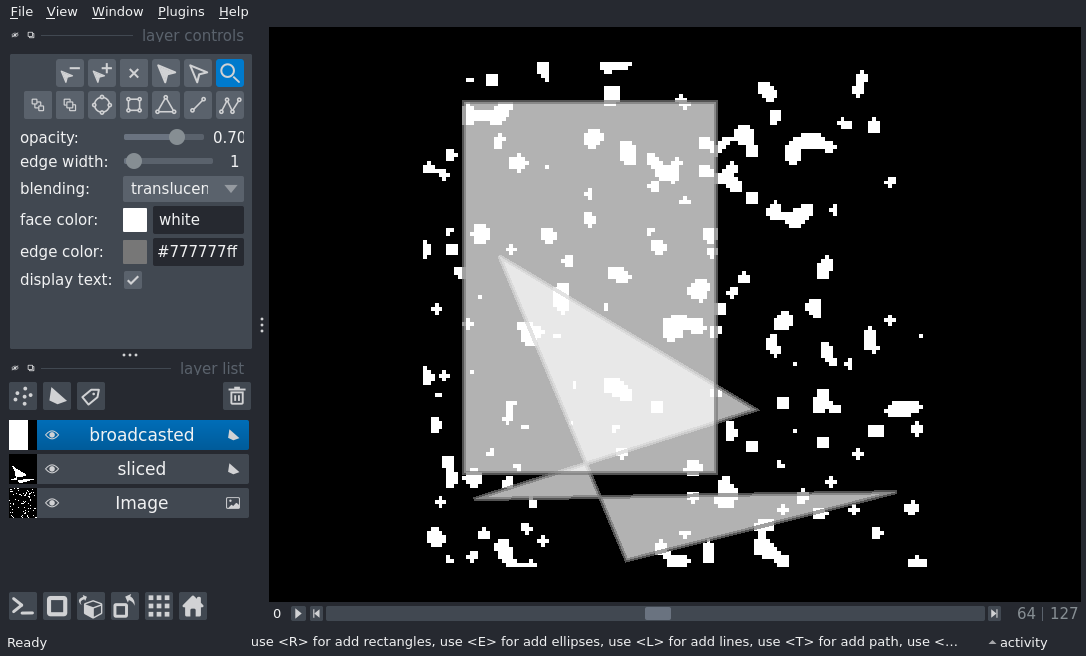 File View Window Plugins Help
layer controls
opacity: 0.70
edge width: 1
blending: translucen
face color: white
edge color: #777777ff
display text:
layer list
broadcasted
sliced
Image
0 64 127
Ready use <R> for add rectangles, use <E> for add ellipses, use <L> for add lines, use <T> for add path, use <... activity